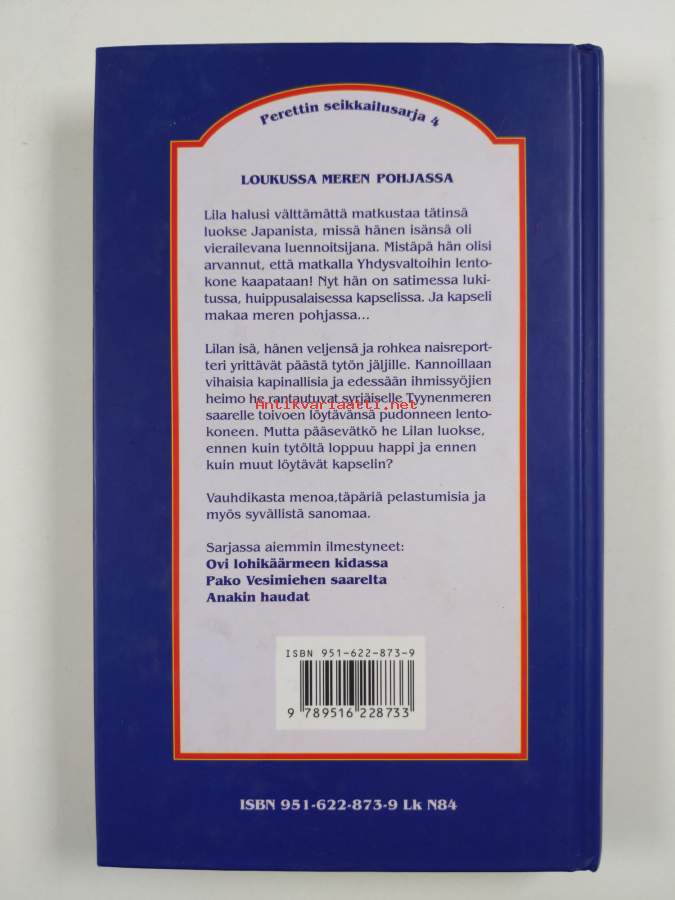 Perettin seikkailusarja 4
LOUKUSSA MEREN POHJASSA
Lila halusi välttämättä matkustaa tätinsä
luokse Japanista, missä hänen isänsä oli
vierailevana luennoitsijana. Mistäpä hän olisi
arvannut, että matkalla Yhdysvaltoihin lento-
kone kaapataan! Nyt hän on satimessa luki-
tussa, huippusalaisessa kapselissa. Ja kapseli
makaa meren pohjassa...
Lilan isä, hänen veljensä ja rohkea naisreport-
teri yrittävät päästä tytön jäljille. Kannoillaan
vihaisia kapinallisia ja edessään ihmissyöjien
heimo he rantautuvat syrjäiselle Tyynenmeren
Antikvariaatti.net
saarelle toivoen löytävänsä pudonneen lento-
koneen. Mutta pääsevätkö he Lilan luokse,
ennen kuin tytöltä loppuu happi ja ennen
kuin muut löytävät kapselin?
Vauhdikasta menoa,täpäriä pelastumisia ja
myös syvällistä sanomaa.
Sarjassa aiemmin ilmestyneet:
Ovi lohikäärmeen kidassa
Pako Vesimiehen saarelta
Anakin haudat
ISBN 951-622-873-9
9 789516 228733
ISBN 951-622-873-9 Lk N84